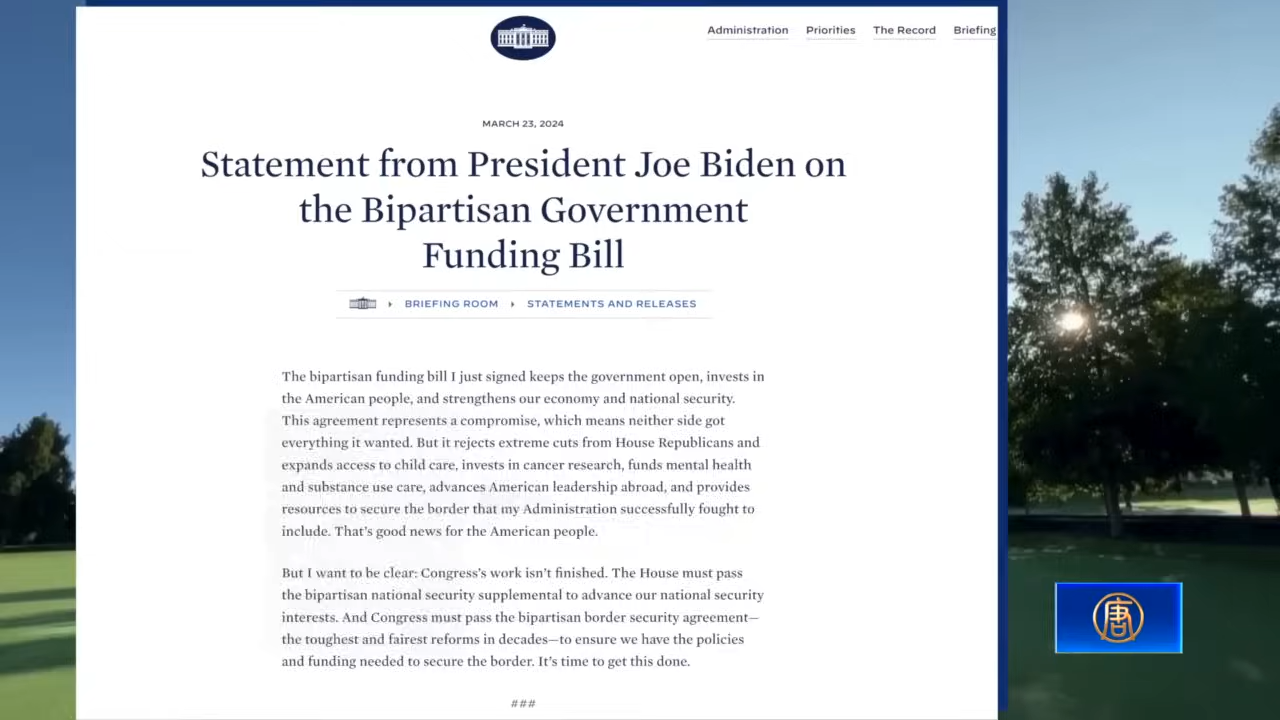 Administration Priorities The Record Briefing
MARCH 23, 2024
Statement from President Joe Biden on
the Bipartisan Government
Funding Bill
BRIEFING ROOM STATEMENTS AND RELEASES
The bipartisan funding bill I just signed keeps the government open, invests in
the American people, and strengthens our economy and national security.
This agreement represents a compromise, which means neither side got
everything it wanted. But it rejects extreme cuts from House Republicans and
expands access to child care, invests in cancer research, funds mental health
and substance use care, advances American leadership abroad, and provides
resources to secure the border that my Administration successfully fought to
include. That’s good news for the American people.
But I want to be clear: Congress’s work isn’t finished. The House must pass
the bipartisan national security supplemental to advance our national security
interests. And Congress must pass the bipartisan border security agreement—
the toughest and fairest reforms in decades—to ensure we have the policies
and funding needed to secure the border. It’s time to get this done.
唐
###